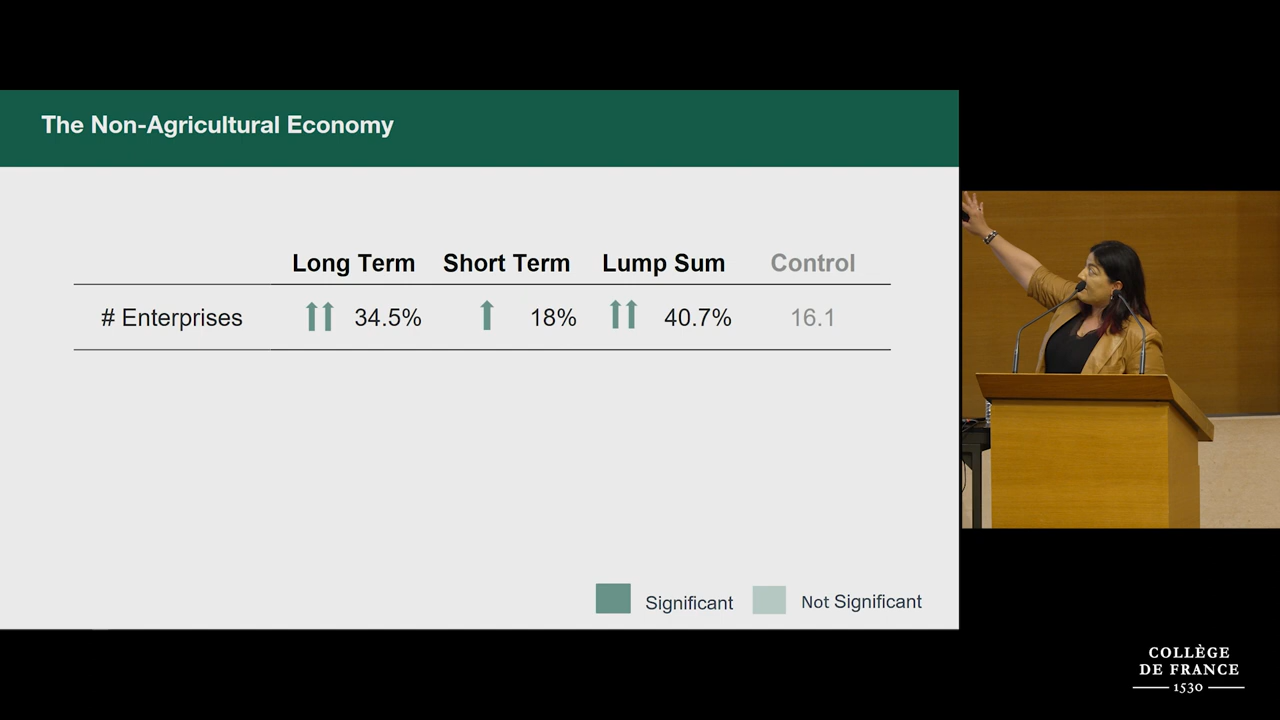 The Non-Agricultural Economy
Long Term Short Term Lump Sum Control
# Enterprises 34.5% 18% 40.7% 16.1
Significant Not Significant
COLLÈGE
DE FRANCE
1530